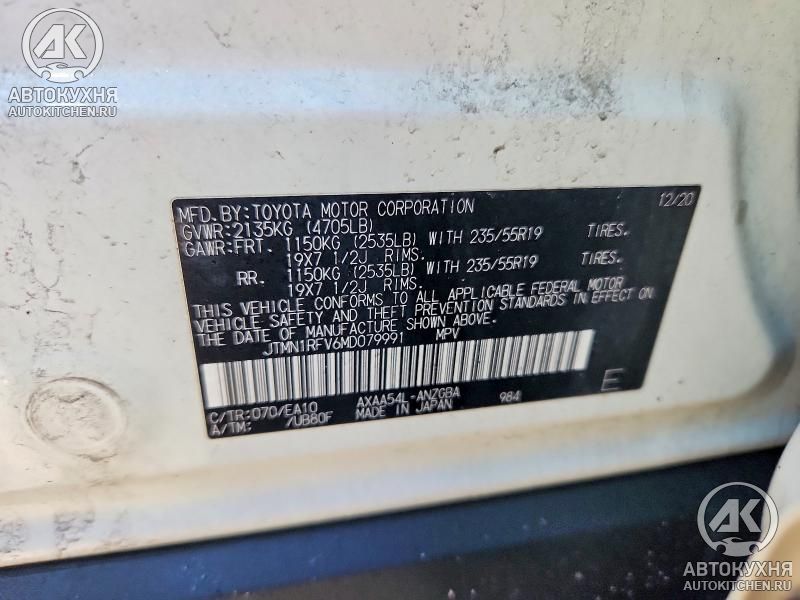 АК
АВТОКУХНЯ
AUTOKITCHEN.RU
MFD.BY:TOYOTA MOTOR CORPORATION 12/20
GVWR:2135KG (4705LB)
GAWR:FRT. 1150KG (2535LB) WITH 235/55R19 TIRES.
19X7 1/2J RIMS.
RR. 1150KG (2535LB) WITH 235/55R19 TIRES.
19X7 1/2J RIMS.
THIS VEHICLE CONFORMS TO ALL APPLICABLE FEDERAL MOTOR
VEHICLE SAFETY AND THEFT PREVENTION STANDARDS IN EFFECT ON
THE DATE OF MANUFACTURE SHOWN ABOVE.
JTMN1RFV6MD079991 MPV
C/TR:070/EA10 AXAA54L-ANZGBA 984 E
A/TM: /UB80F MADE IN JAPAN
АК
АВТОКУХНЯ
AUTOKITCHEN.RU